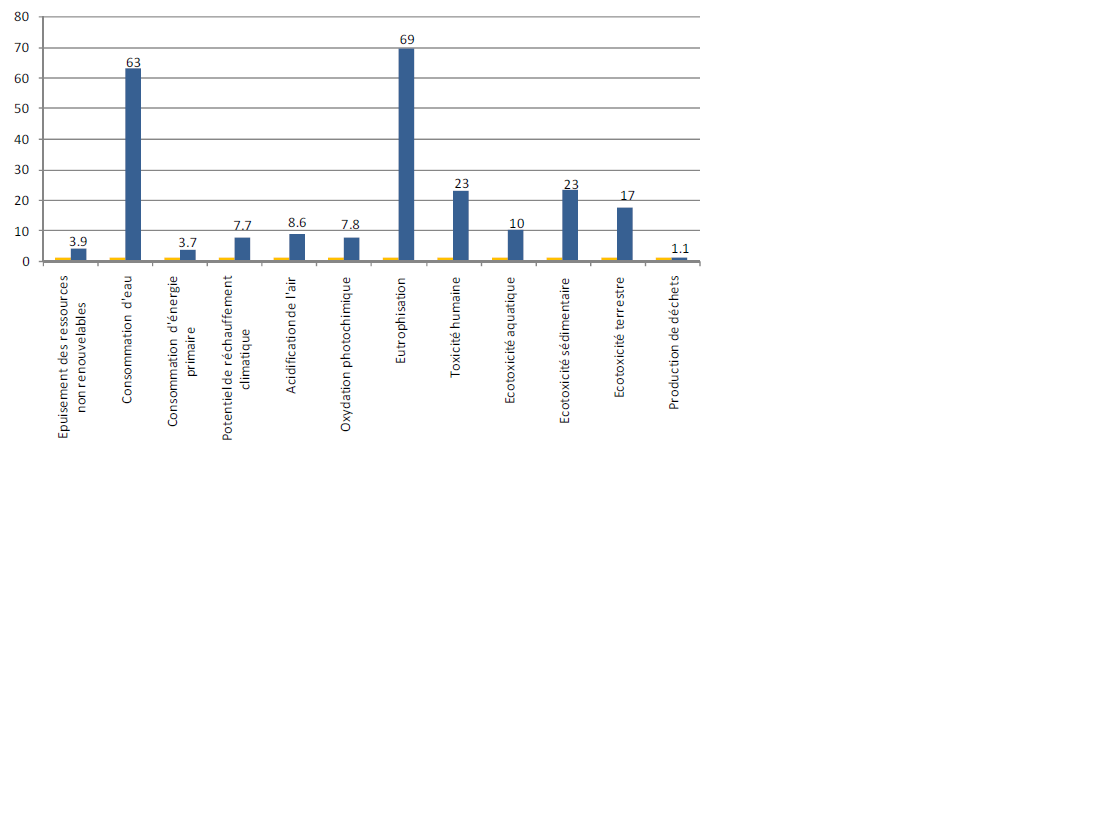 80
70
60
50
40
30
20
10
0
3.9
63
3.7
7.7
8.6
7.8
69
23
10
23
17
1.1
Epuisement des ressources
non renouvelables
Consommation d'eau
Consommation d'énergie
primaire
Potentiel de réchauffement
climatique
Acidification de l'air
Oxydation photochimique
Eutrophisation
Toxicité humaine
Ecotoxicité aquatique
Ecotoxicité sédimentaire
Ecotoxicité terrestre
Production de déchets